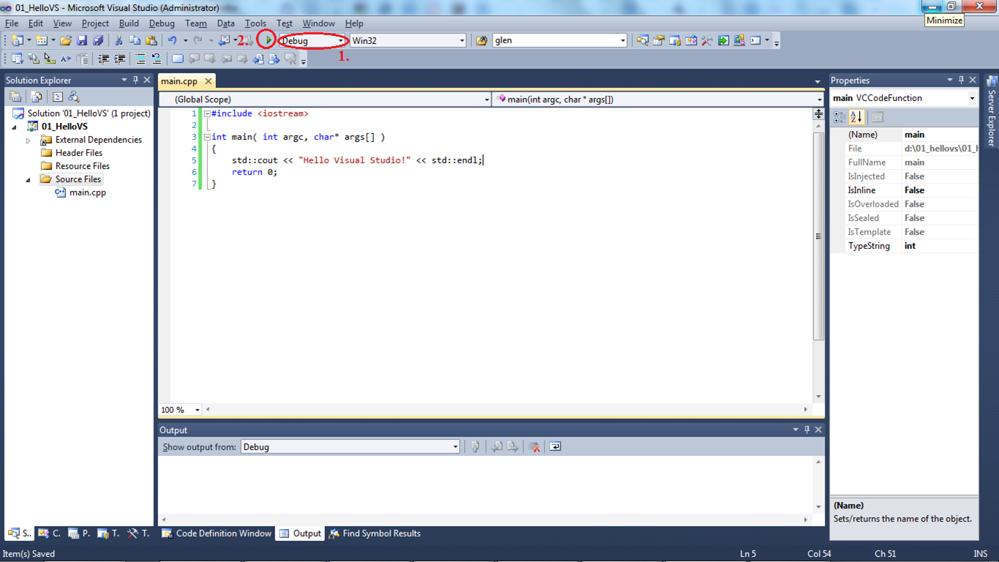 01_HelloVS - Microsoft Visual Studio (Administrator)
Minimize
File Edit View Project Build Debug Team Data Tools Test Window Help
2. Debug Win32 glen
1.
Solution Explorer
Solution '01_HelloVS' (1 project)
01_HelloVS
External Dependencies
Header Files
Resource Files
Source Files
main.cpp
main.cpp
(Global Scope) main(int argc, char * args[])
1 #include <iostream>
2
3 int main( int argc, char* args[] )
4 {
5 std::cout << "Hello Visual Studio!" << std::endl;
6 return 0;
7 }
100 %
Output
Show output from: Debug
Properties
main VCCodeFunction
(Name) main
File d:\01_hellovs\01_h
FullName main
IsInjected False
IsInline False
IsOverloaded False
IsSealed False
IsTemplate False
TypeString int
(Name)
Sets/returns the name of the object.
Server Explorer
S.. C. P. T. T. Code Definition Window Output Find Symbol Results
Item(s) Saved Ln 5 Col 54 Ch 51 INS